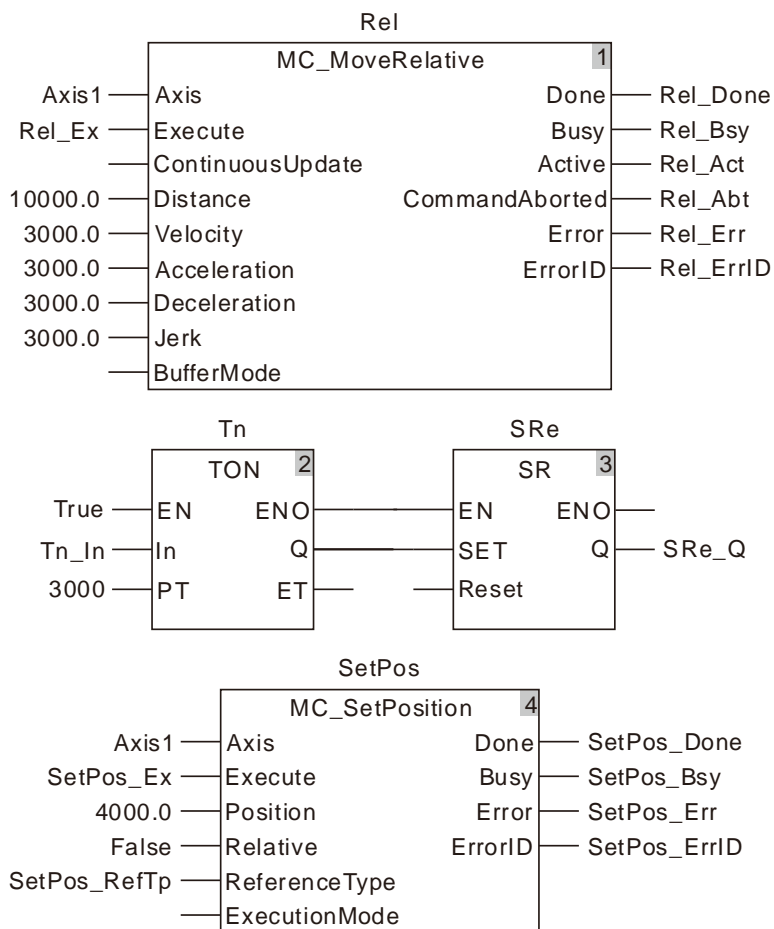 Rel
MC_MoveRelative 1
Axis1 Axis Done Rel_Done
Rel_Ex Execute Busy Rel_Bsy
ContinuousUpdate Active Rel_Act
10000.0 Distance CommandAborted Rel_Abt
3000.0 Velocity Error Rel_Err
3000.0 Acceleration ErrorID Rel_ErrID
3000.0 Deceleration
3000.0 Jerk
BufferMode
Tn SRe
TON 2 SR 3
True EN ENO EN ENO
Tn_In In Q SET Q SRe_Q
3000 PT ET Reset
SetPos
MC_SetPosition 4
Axis1 Axis Done SetPos_Done
SetPos_Ex Execute Busy SetPos_Bsy
4000.0 Position Error SetPos_Err
False Relative ErrorID SetPos_ErrID
SetPos_RefTp ReferenceType
ExecutionMode